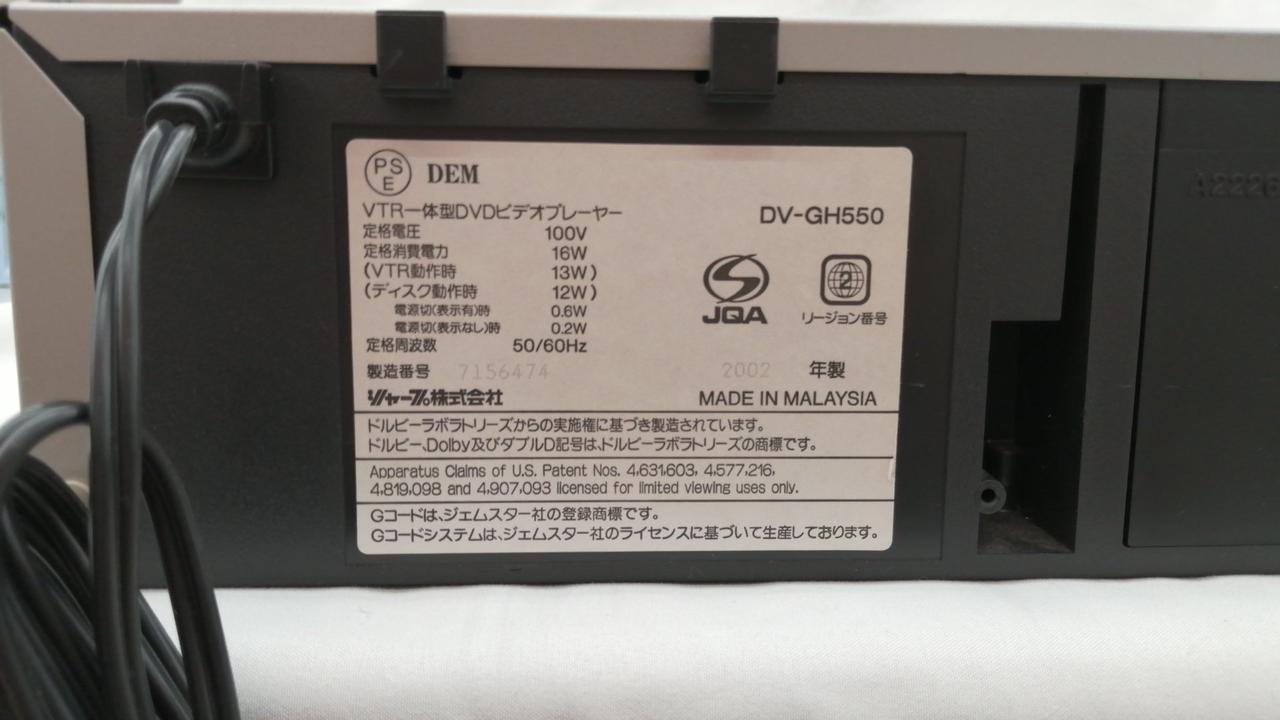 PS
E
DEM
VTR一体型DVDビデオプレーヤー
DV-GH550
定格電圧 100V
定格消費電力 16W
(VTR動作時 13W)
(ディスク動作時 12W)
電源切(表示有)時 0.6W
電源切(表示なし)時 0.2W
定格周波数 50/60Hz
JQA
2
リージョン番号
製造番号 7156474
2002 年製
シャープ株式会社
MADE IN MALAYSIA
ドルビーラボラトリーズからの実施権に基づき製造されています。
ドルビー、Dolby及びダブルD記号は、ドルビーラボラトリーズの商標です。
Apparatus Claims of U.S. Patent Nos. 4,631,603, 4,577,216,
4,819,098 and 4,907,093 licensed for limited viewing uses only.
Gコードは、ジェムスター社の登録商標です。
Gコードシステムは、ジェムスター社のライセンスに基づいて生産しております。